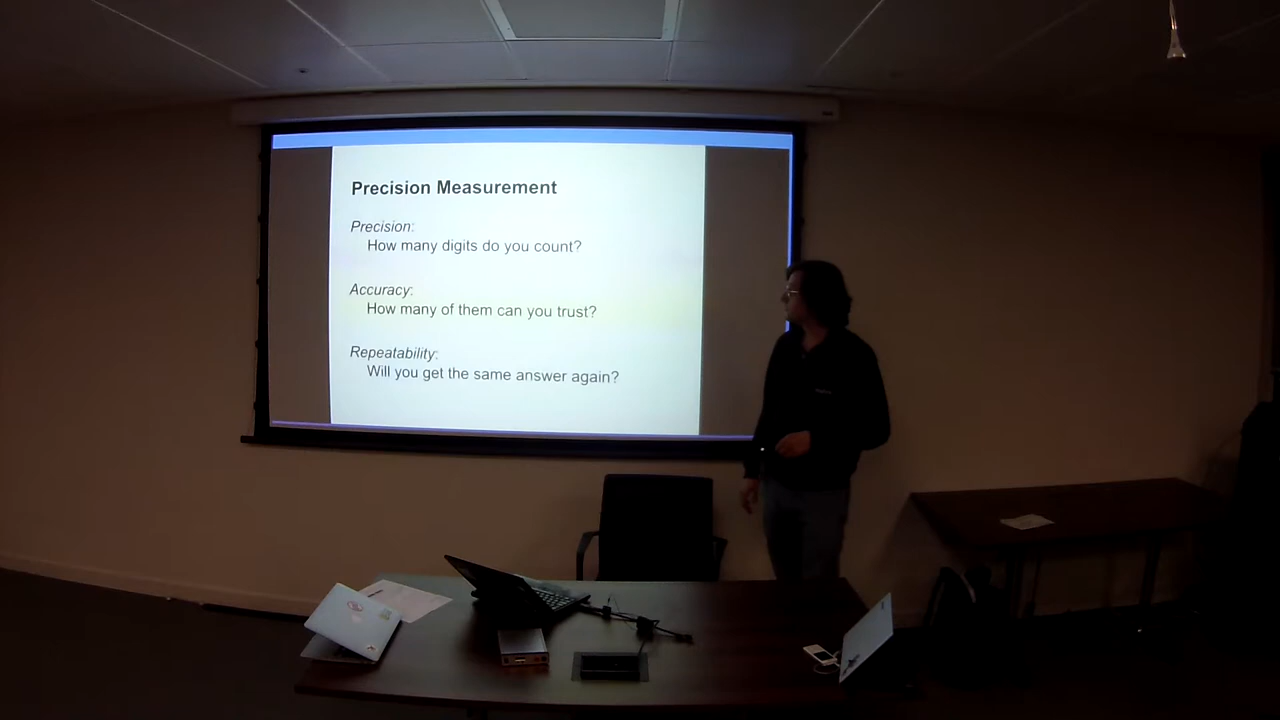 Precision Measurement
Precision:
How many digits do you count?
Accuracy:
How many of them can you trust?
Repeatability:
Will you get the same answer again?